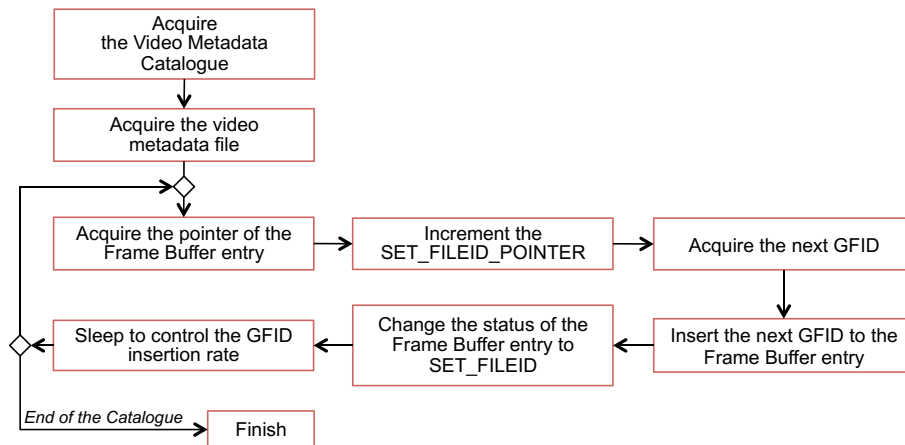 Acquire
the Video Metadata
Catalogue
Acquire the video
metadata file
Acquire the pointer of the
Frame Buffer entry
Increment the
SET_FILEID_POINTER
Acquire the next GFID
Insert the next GFID to the
Frame Buffer entry
Change the status of the
Frame Buffer entry to
SET_FILEID
Sleep to control the GFID
insertion rate
End of the Catalogue
Finish